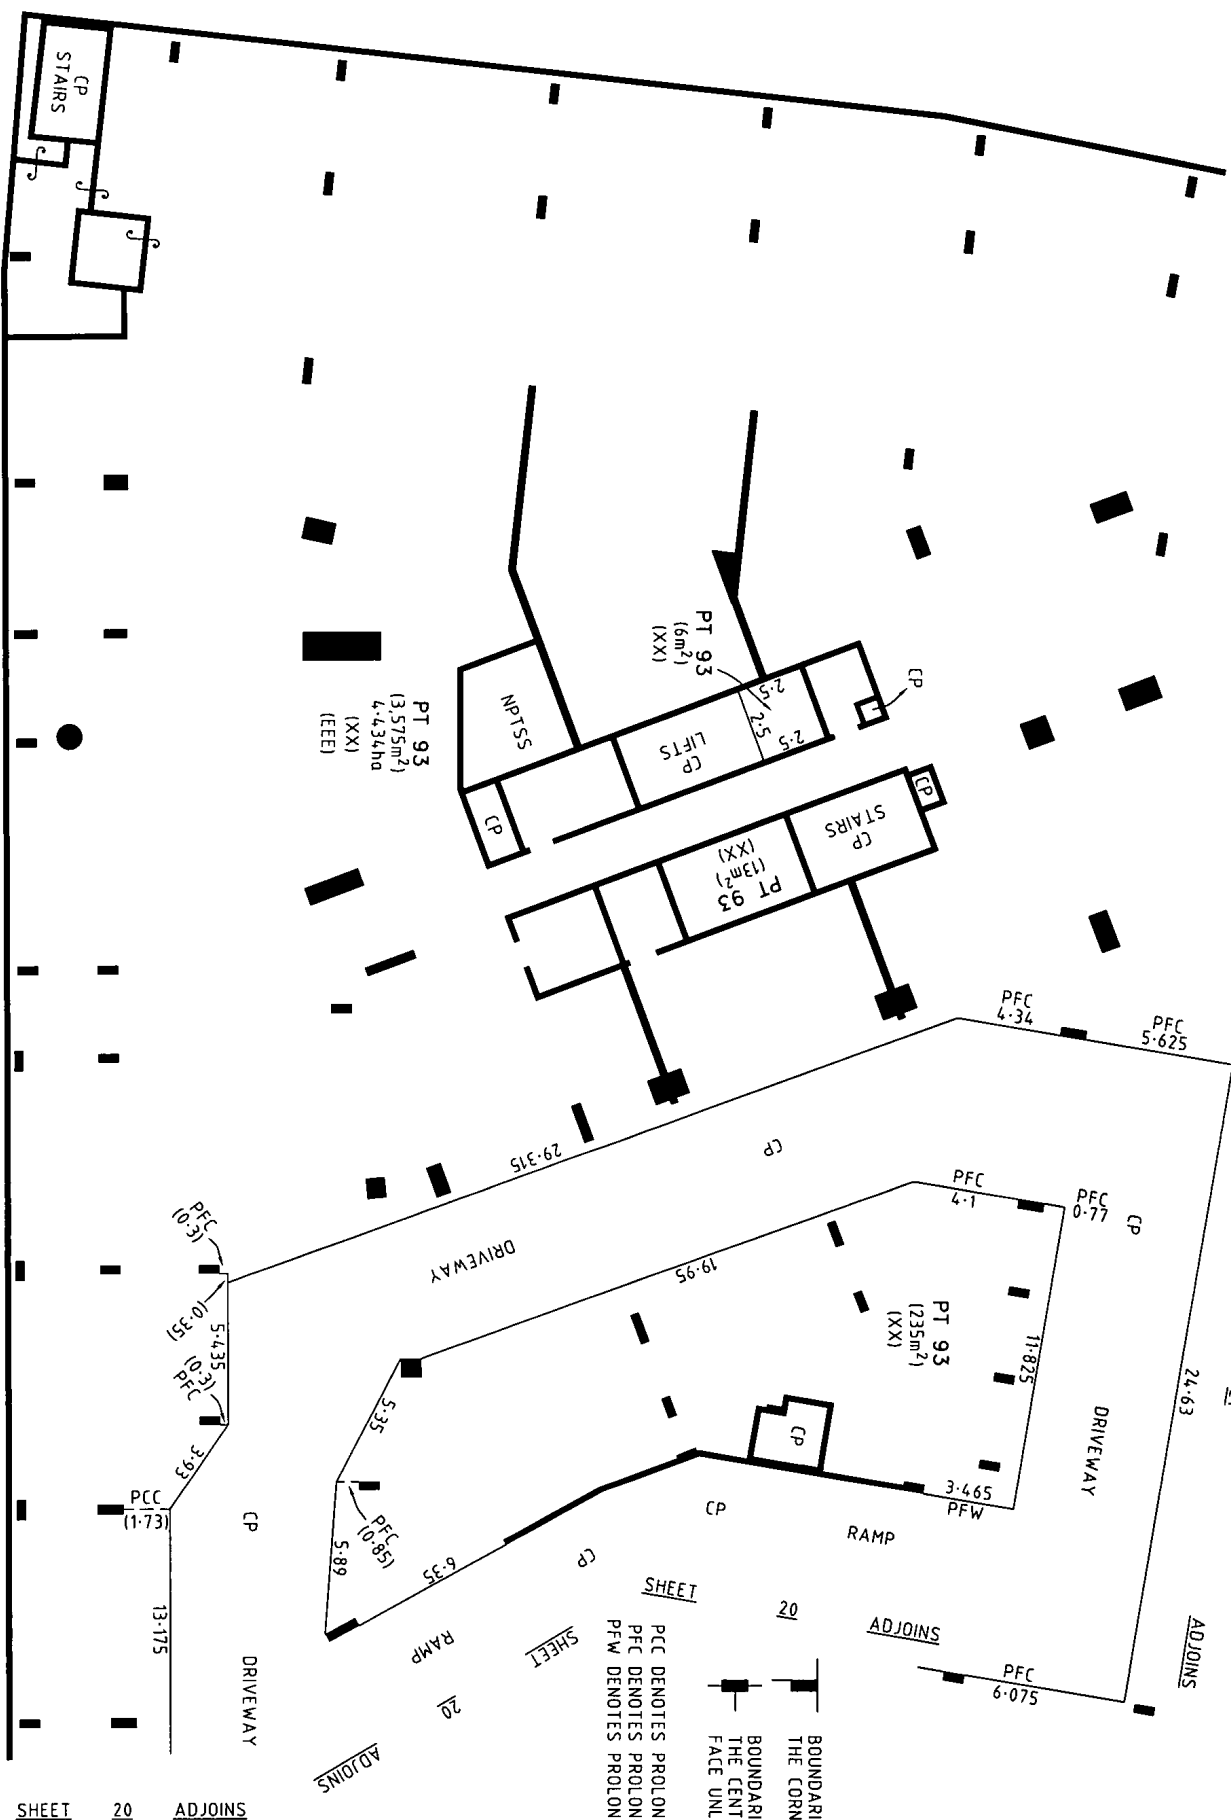 CP
STAIRS
PT 93
(6m²)
(XX)
CP
2·5
2·5
2·5
NPTSS
CP
LIFTS
PT 93
(3,575m²)
4·434ha
(XX)
(EEE)
CP
CP
CP
STAIRS
PT 93
(13m²)
(XX)
PFC
4·34
PFC
5·625
29·315
CP
PFC
4·1
PFC
0·77
CP
PFC
(0·3)
DRIVEWAY
19·95
(0·35)
5·435
(0·3)
PFC
PT 93
(235m²)
(XX)
11·825
24·63
5·35
CP
DRIVEWAY
3·93
PCC
(1·73)
CP
PFC
(0·85)
5·89
6·35
CP
3·465
PFW
RAMP
CP
13·175
DRIVEWAY
RAMP
SHEET
20
ADJOINS
SHEET
20
ADJOINS
ADJOINS
PFC
6·075
BOUNDARI
THE CORN
BOUNDARI
THE CENT
FACE UNL
PCC DENOTES PROLON
PFC DENOTES PROLON
PFW DENOTES PROLON
SHEET 20 ADJOINS